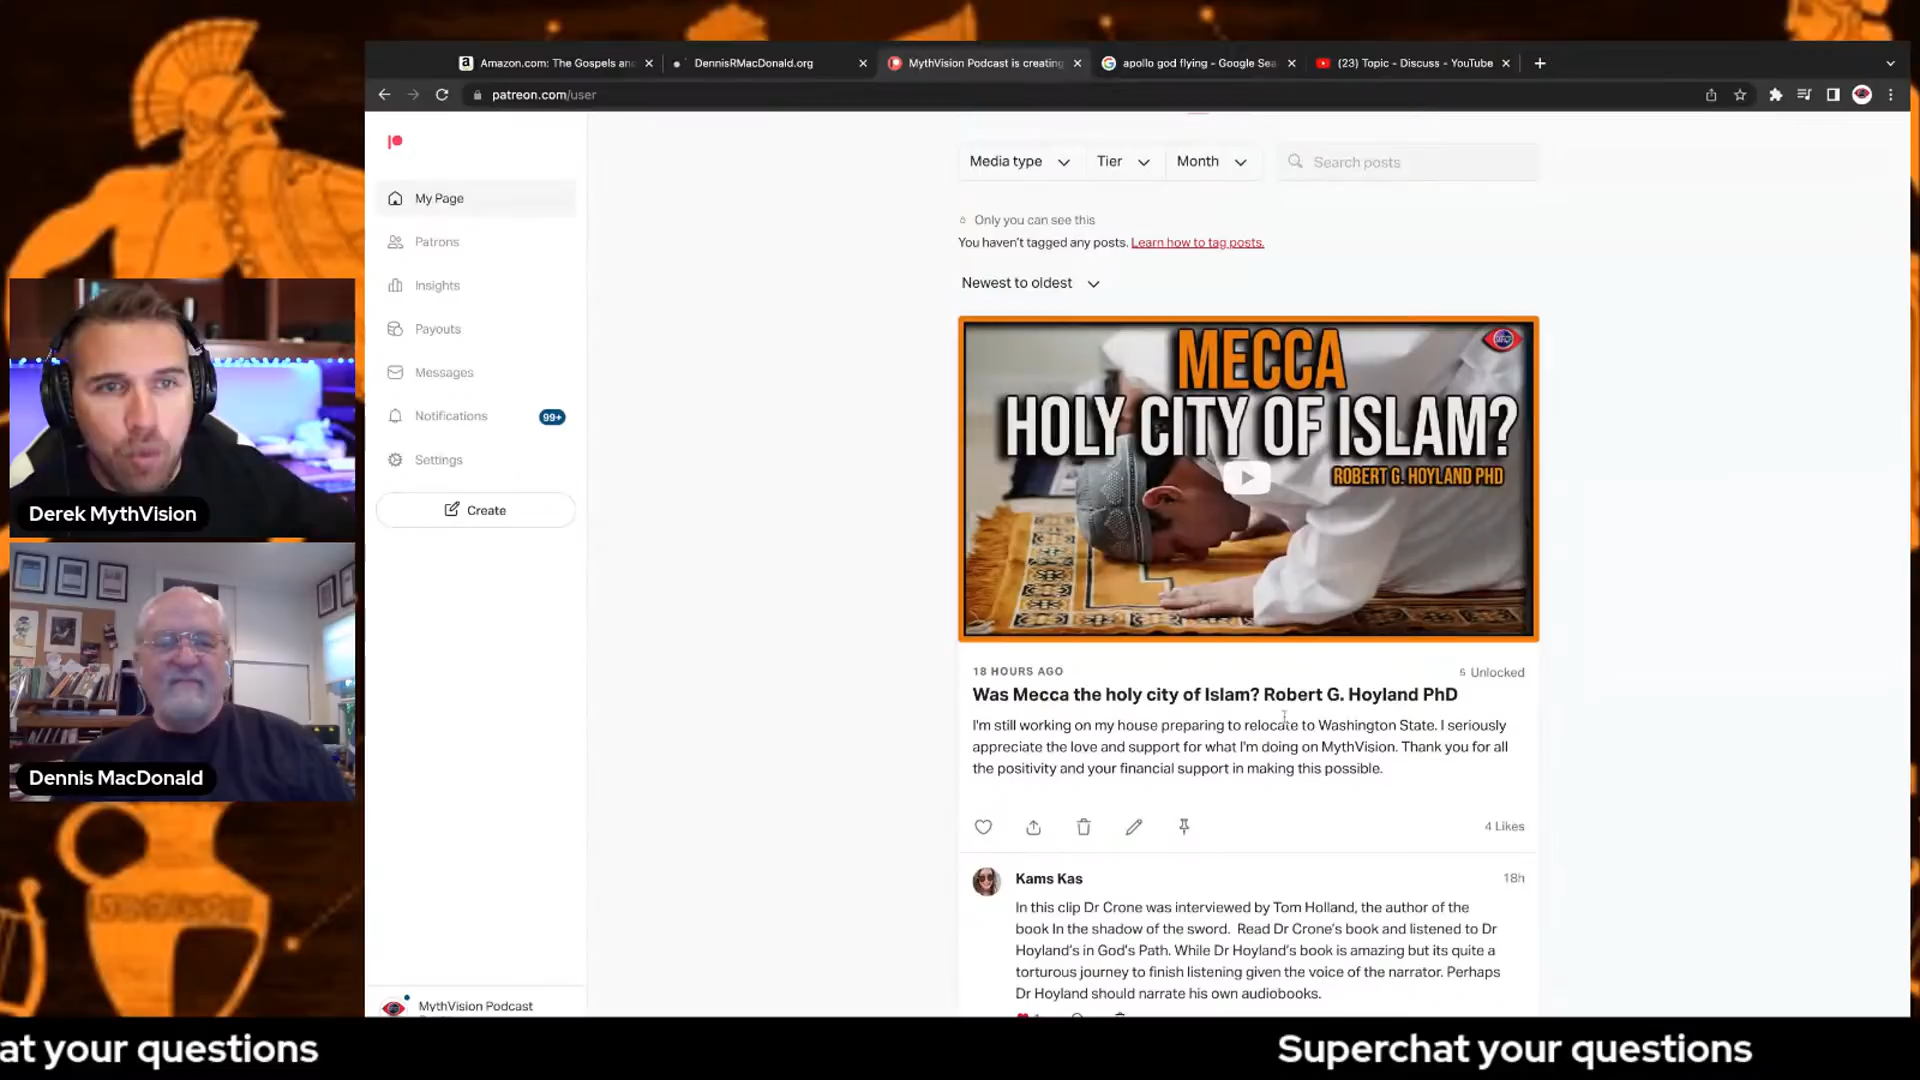 Amazon.com: The Gospels an
DennisRMacDonald.org
MythVision Podcast is creating
apollo god flying - Google Sea
(23) Topic - Discuss - YouTube
patreon.com/user
My Page
Patrons
Insights
Payouts
Messages
Notifications
99+
Settings
Create
MythVision Podcast
Media type
Tier
Month
Search posts
Only you can see this
You haven't tagged any posts. Learn how to tag posts.
Newest to oldest
MECCA
HOLY CITY OF ISLAM?
ROBERT G. HOYLAND PHD
18 HOURS AGO
Unlocked
Was Mecca the holy city of Islam? Robert G. Hoyland PhD
I'm still working on my house preparing to relocate to Washington State. I seriously
appreciate the love and support for what I'm doing on MythVision. Thank you for all
the positivity and your financial support in making this possible.
4 Likes
Kams Kas
18h
In this clip Dr Crone was interviewed by Tom Holland, the author of the
book In the shadow of the sword. Read Dr Crone's book and listened to Dr
Hoyland's in God's Path. While Dr Hoyland's book is amazing but its quite a
torturous journey to finish listening given the voice of the narrator. Perhaps
Dr Hoyland should narrate his own audiobooks.
Derek MythVision
Dennis MacDonald
at your questions
Superchat your questions